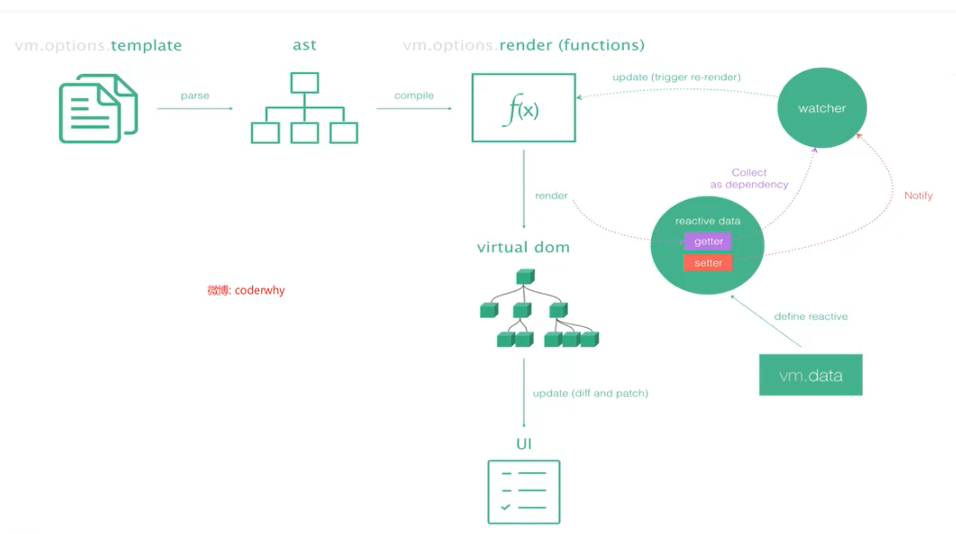 vm.options.template
ast
vm.options.render (functions)
parse
compile
f(x)
update (trigger re-render)
watcher
Collect
as dependency
render
Notify
reactive data
getter
setter
virtual dom
微博: coderwhy
define reactive
vm.data
update (diff and patch)
UI